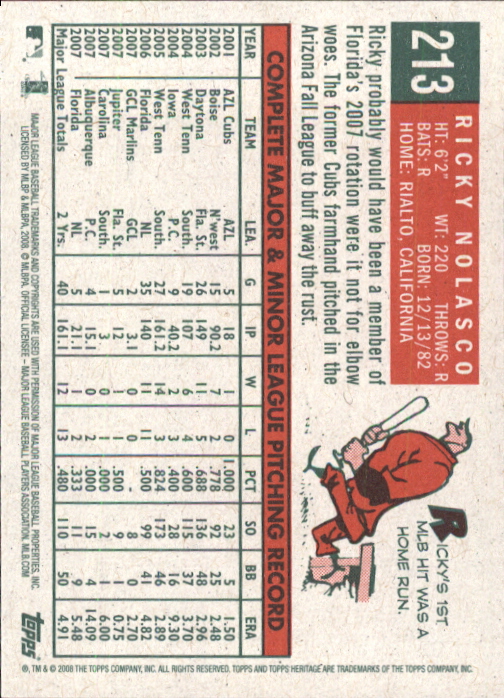 213
RICKY NOLASCO
HT: 6'2" WT: 220 THROWS: R
BATS: R BORN: 12/13/82
HOME: RIALTO, CALIFORNIA
Ricky probably would have been a member of
Florida's 2007 rotation were it not for elbow
woes. The former Cubs farmhand pitched in the
Arizona Fall League to buff away the rust.
RICKY'S 1ST
MLB HIT WAS A
HOME RUN.
COMPLETE MAJOR & MINOR LEAGUE PITCHING RECORD
YEAR TEAM LEA. G IP W L PCT SO BB ERA
2001 AZL Cubs AZL 5 18 1 0 1.000 23 5 1.50
2002 Boise N'west 15 90.2 7 2 .778 92 25 2.48
2003 Daytona Fla. St. 26 149 11 5 .688 136 48 2.96
2004 West Tenn South. 19 107 6 4 .600 115 37 3.70
2004 Iowa P.C. 9 40.2 2 3 .400 28 16 9.30
2005 West Tenn South. 27 161.2 14 3 .824 173 46 2.89
2006 Florida NL 35 140 11 11 .500 99 41 4.82
2007 GCL Marlins GCL 2 3.1 0 0 — 8 0 2.70
2007 Jupiter Fla. St. 5 12 1 1 .500 9 1 0.75
2007 Carolina South. 1 3 0 1 .000 1 2 6.00
2007 Albuquerque P.C. 4 15.1 0 2 .000 15 9 14.09
2007 Florida NL 5 21.1 1 2 .333 11 9 5.48
Major League Totals 2 Yrs. 40 161.1 12 13 .480 110 50 4.91
MAJOR LEAGUE BASEBALL TRADEMARKS AND COPYRIGHTS ARE USED WITH PERMISSION OF MAJOR LEAGUE BASEBALL PROPERTIES, INC.
LICENSED BY MLBP & MLBPA, 2008. © MLBPA. OFFICIAL LICENSEE – MAJOR LEAGUE BASEBALL PLAYERS ASSOCIATION. MLB.COM
Topps
®, TM & © 2008 THE TOPPS COMPANY, INC. ALL RIGHTS RESERVED. TOPPS AND TOPPS HERITAGE ARE TRADEMARKS OF THE TOPPS COMPANY, INC.